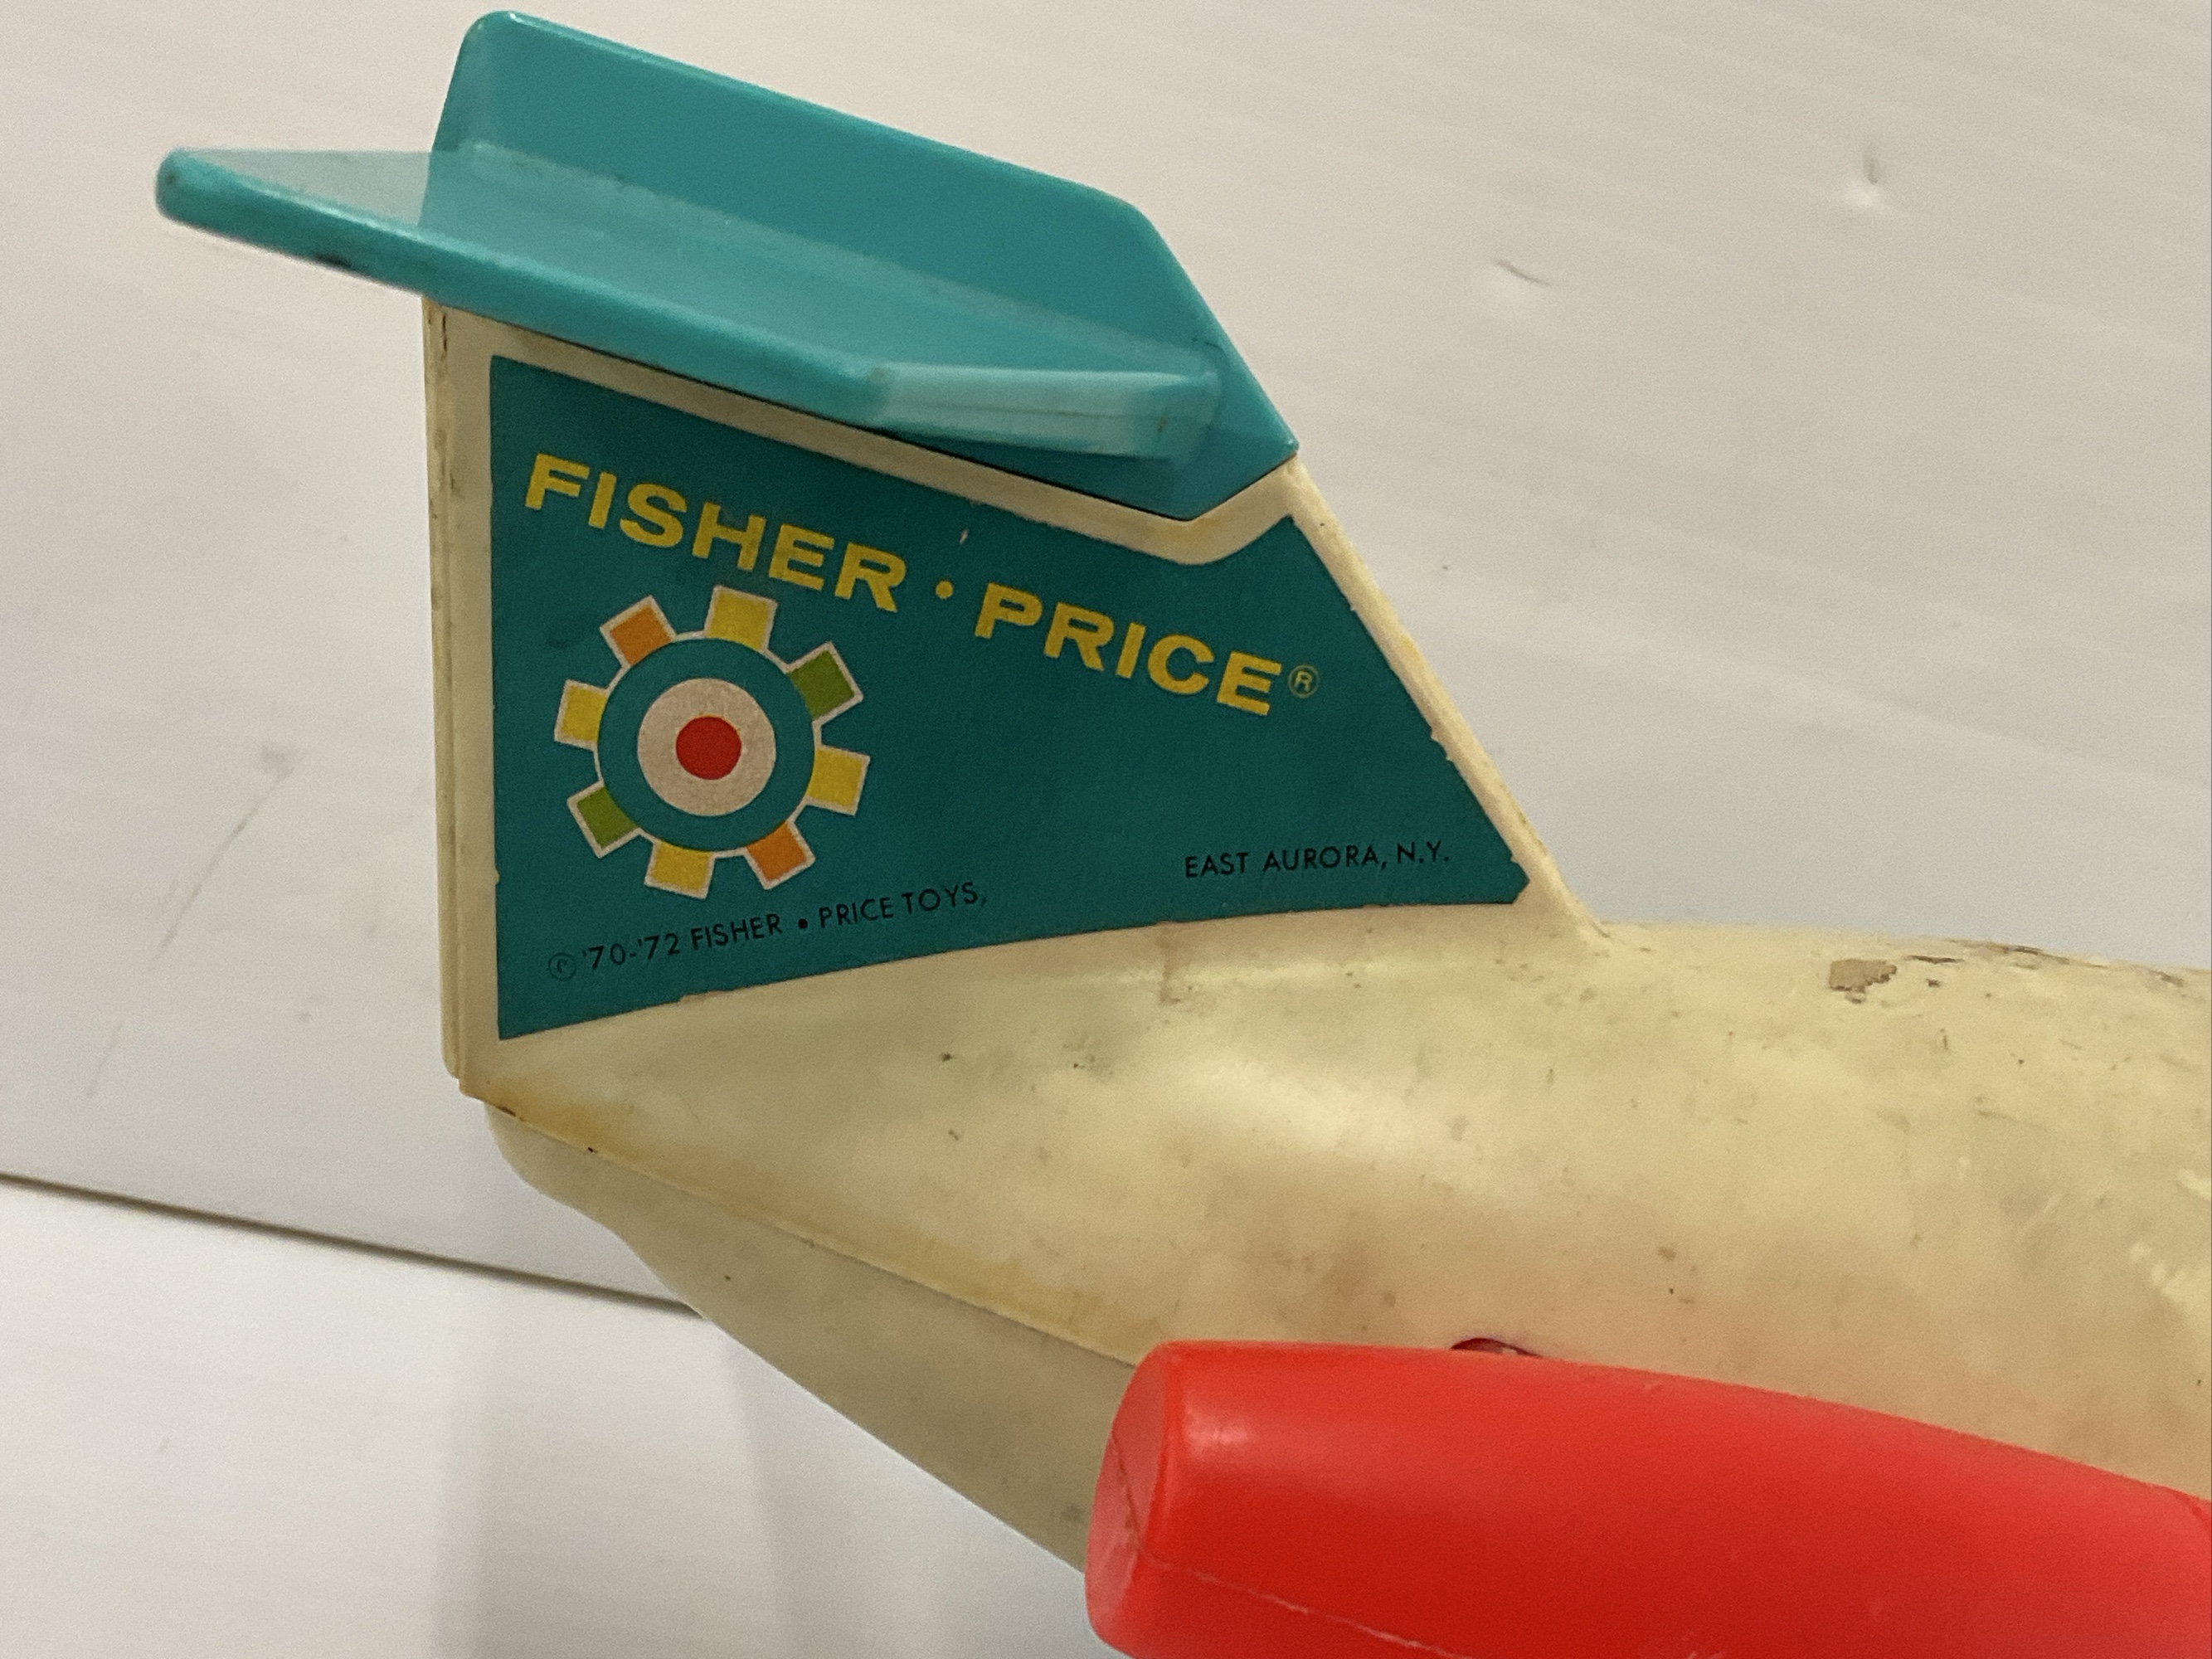 FISHER • PRICE®
© '70-'72 FISHER • PRICE TOYS, EAST AURORA, N.Y.